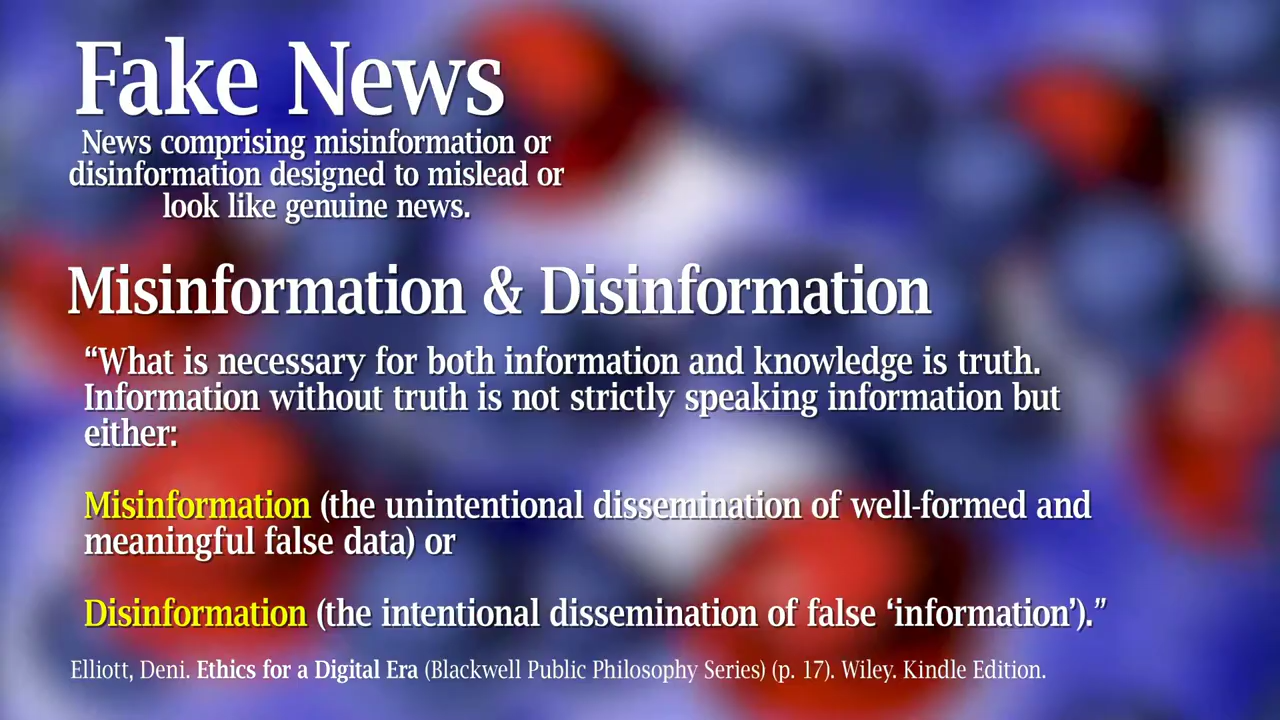 Fake News
News comprising misinformation or
disinformation designed to mislead or
look like genuine news.
Misinformation & Disinformation
“What is necessary for both information and knowledge is truth.
Information without truth is not strictly speaking information but
either:
Misinformation (the unintentional dissemination of well-formed and
meaningful false data) or
Disinformation (the intentional dissemination of false ‘information’).”
Elliott, Deni. Ethics for a Digital Era (Blackwell Public Philosophy Series) (p. 17). Wiley. Kindle Edition.